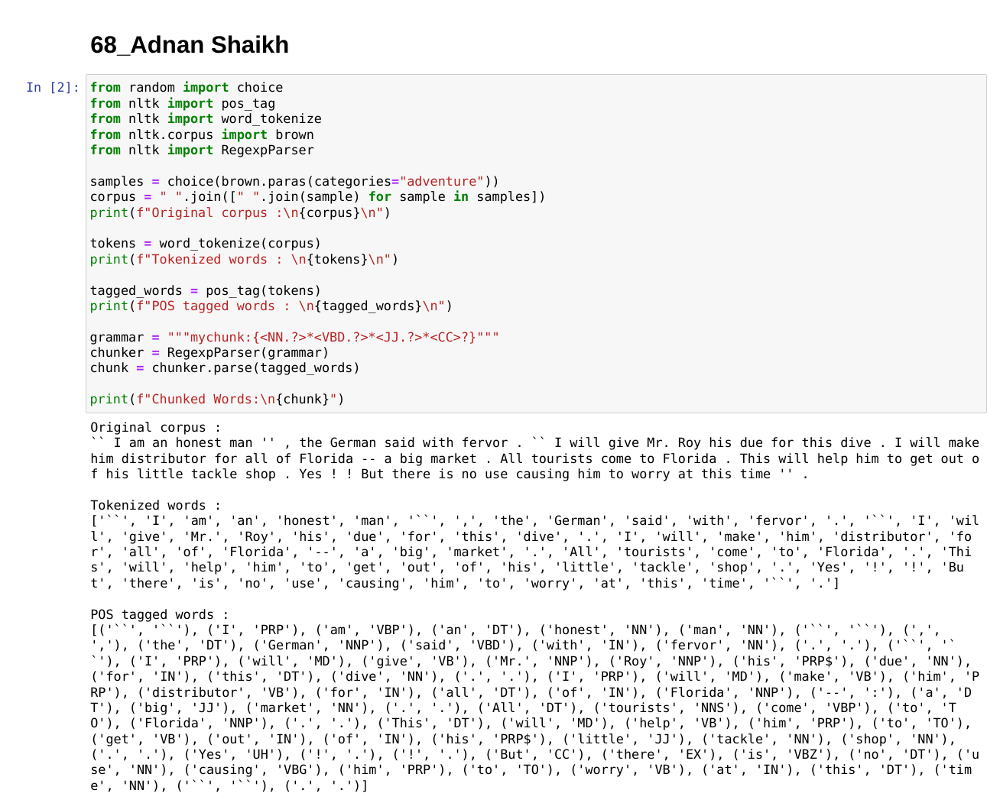 68_Adnan Shaikh
In [2]:
from random import choice
from nltk import pos_tag
from nltk import word_tokenize
from nltk.corpus import brown
from nltk import RegexpParser
samples = choice(brown.paras(categories="adventure"))
corpus = " ".join([" ".join(sample) for sample in samples])
print(f"Original corpus :\n{corpus}\n")
tokens = word_tokenize(corpus)
print(f"Tokenized words : \n{tokens}\n")
tagged_words = pos_tag(tokens)
print(f"POS tagged words : \n{tagged_words}\n")
grammar = """mychunk:{<NN.?>*<VBD.?>*<JJ.?>*<CC>?}"""
chunker = RegexpParser(grammar)
chunk = chunker.parse(tagged_words)
print(f"Chunked Words:\n{chunk}")
Original corpus :
`` I am an honest man '' , the German said with fervor . `` I will give Mr. Roy his due for this dive . I will make
him distributor for all of Florida -- a big market . All tourists come to Florida . This will help him to get out o
f his little tackle shop . Yes ! ! But there is no use causing him to worry at this time '' .
Tokenized words :
['``', 'I', 'am', 'an', 'honest', 'man', '``', ',', 'the', 'German', 'said', 'with', 'fervor', '.', '``', 'I', 'wil
l', 'give', 'Mr.', 'Roy', 'his', 'due', 'for', 'this', 'dive', '.', 'I', 'will', 'make', 'him', 'distributor', 'fo
r', 'all', 'of', 'Florida', '--', 'a', 'big', 'market', '.', 'All', 'tourists', 'come', 'to', 'Florida', '.', 'Thi
s', 'will', 'help', 'him', 'to', 'get', 'out', 'of', 'his', 'little', 'tackle', 'shop', '.', 'Yes', '!', '!', 'Bu
t', 'there', 'is', 'no', 'use', 'causing', 'him', 'to', 'worry', 'at', 'this', 'time', '``', '.']
POS tagged words :
[('``', '``'), ('I', 'PRP'), ('am', 'VBP'), ('an', 'DT'), ('honest', 'NN'), ('man', 'NN'), ('``', '``'), (',',
','), ('the', 'DT'), ('German', 'NNP'), ('said', 'VBD'), ('with', 'IN'), ('fervor', 'NN'), ('.', '.'), ('``', '`
`'), ('I', 'PRP'), ('will', 'MD'), ('give', 'VB'), ('Mr.', 'NNP'), ('Roy', 'NNP'), ('his', 'PRP$'), ('due', 'NN'),
('for', 'IN'), ('this', 'DT'), ('dive', 'NN'), ('.', '.'), ('I', 'PRP'), ('will', 'MD'), ('make', 'VB'), ('him', 'P
RP'), ('distributor', 'VB'), ('for', 'IN'), ('all', 'DT'), ('of', 'IN'), ('Florida', 'NNP'), ('--', ':'), ('a', 'D
T'), ('big', 'JJ'), ('market', 'NN'), ('.', '.'), ('All', 'DT'), ('tourists', 'NNS'), ('come', 'VBP'), ('to', 'T
O'), ('Florida', 'NNP'), ('.', '.'), ('This', 'DT'), ('will', 'MD'), ('help', 'VB'), ('him', 'PRP'), ('to', 'TO'),
('get', 'VB'), ('out', 'IN'), ('of', 'IN'), ('his', 'PRP$'), ('little', 'JJ'), ('tackle', 'NN'), ('shop', 'NN'),
('.', '.'), ('Yes', 'UH'), ('!', '.'), ('!', '.'), ('But', 'CC'), ('there', 'EX'), ('is', 'VBZ'), ('no', 'DT'), ('u
se', 'NN'), ('causing', 'VBG'), ('him', 'PRP'), ('to', 'TO'), ('worry', 'VB'), ('at', 'IN'), ('this', 'DT'), ('tim
e', 'NN'), ('``', '``'), ('.', '.')]